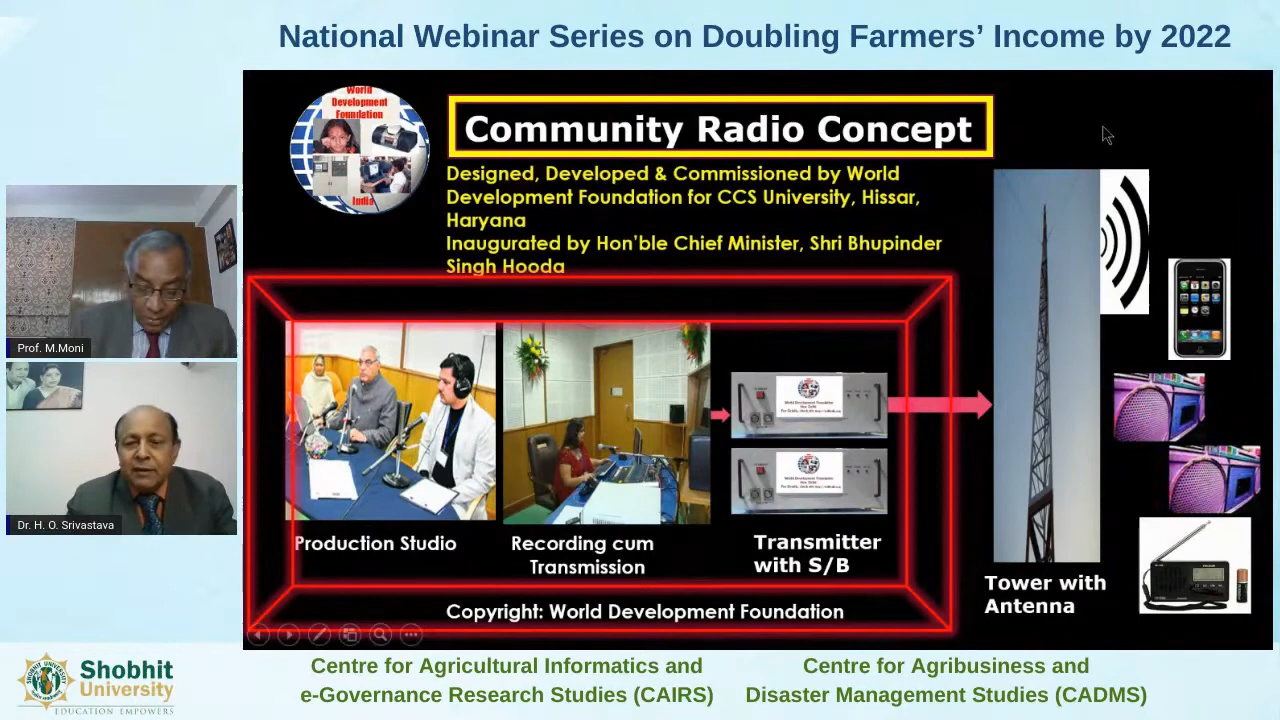 National Webinar Series on Doubling Farmers' Income by 2022
World
Development
Foundation
India
Community Radio Concept
Designed, Developed & Commissioned by World
Development Foundation for CCS University, Hissar,
Haryana
Inaugurated by Hon'ble Chief Minister, Shri Bhupinder
Singh Hooda
Prof. M.Moni
Dr. H. O. Srivastava
Production Studio
Recording cum
Transmission
Transmitter
with S/B
Tower with
Antenna
Copyright: World Development Foundation
Shobhit
University
EDUCATION EMPOWERS
Centre for Agricultural Informatics and
e-Governance Research Studies (CAIRS)
Centre for Agribusiness and
Disaster Management Studies (CADMS)